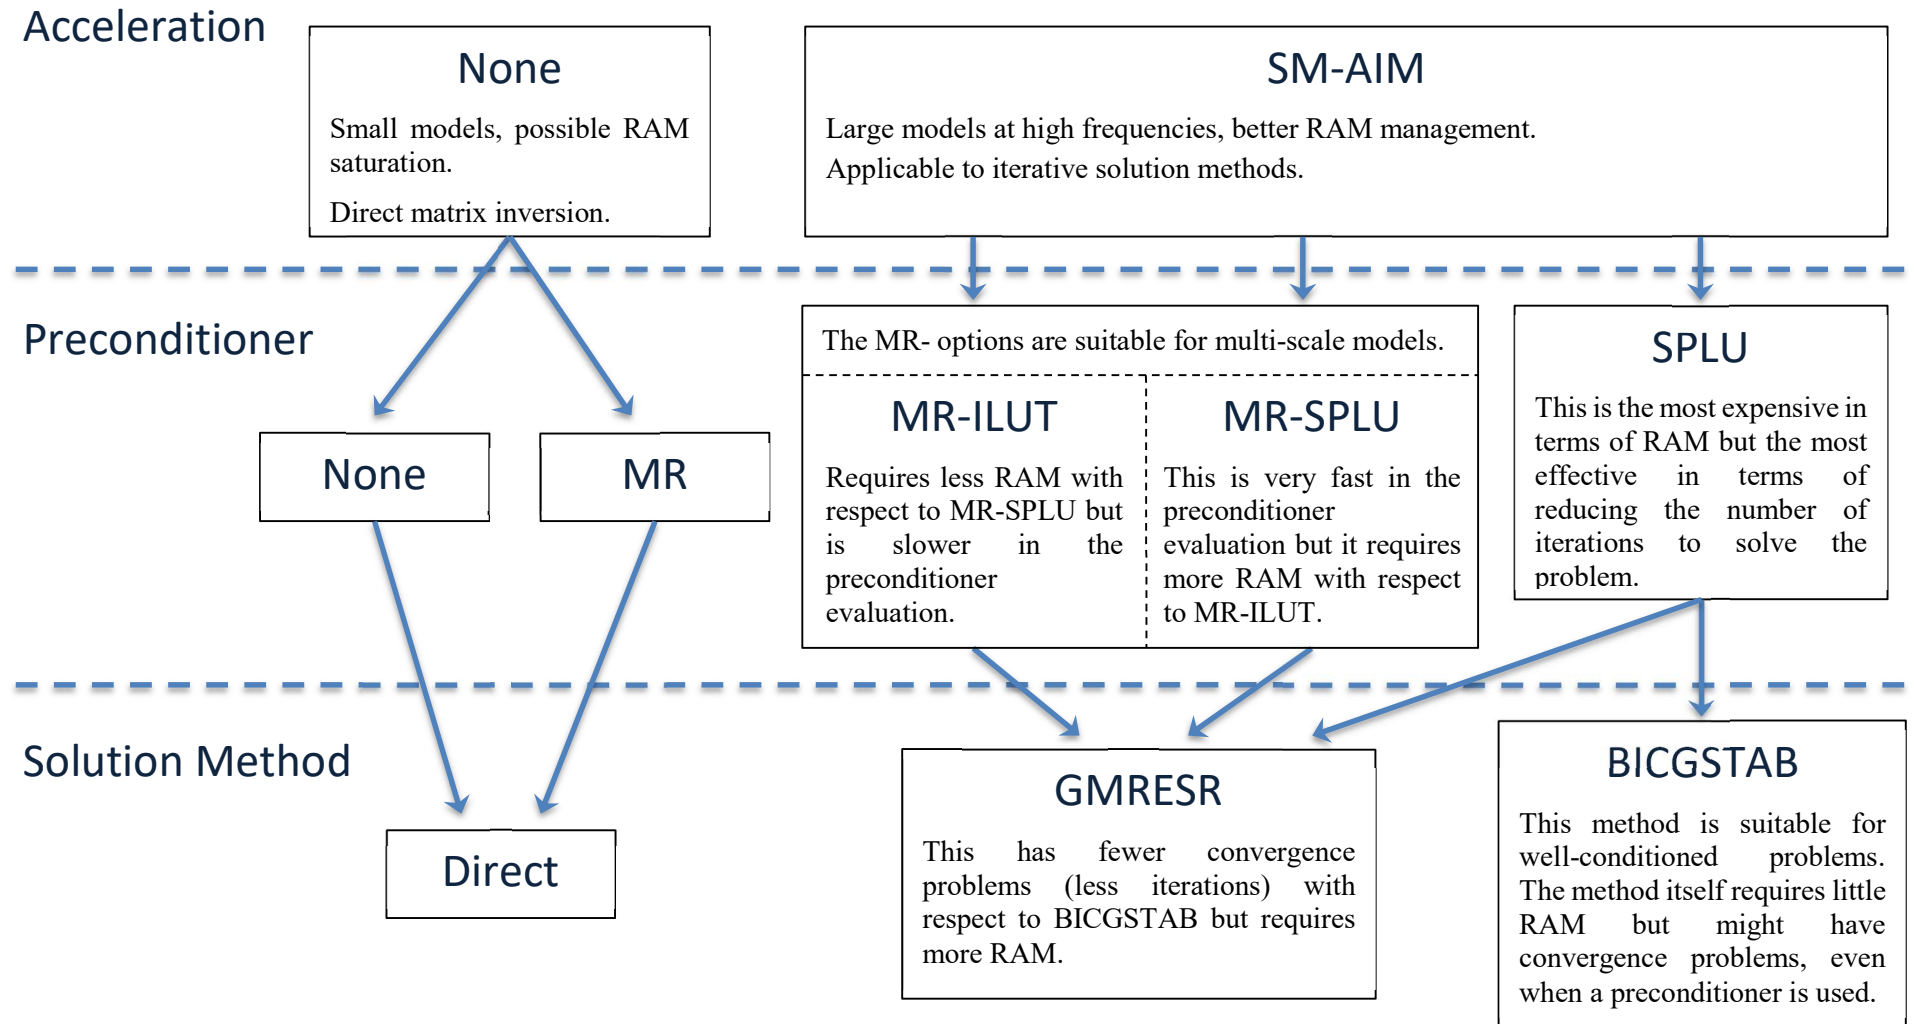 Acceleration
None
Small models, possible RAM
saturation.
Direct matrix inversion.
SM-AIM
Large models at high frequencies, better RAM management.
Applicable to iterative solution methods.
Preconditioner
None
MR
The MR- options are suitable for multi-scale models.
MR-ILUT
Requires less RAM with
respect to MR-SPLU but
is slower in the
preconditioner
evaluation.
MR-SPLU
This is very fast in the
preconditioner
evaluation but it requires
more RAM with respect
to MR-ILUT.
SPLU
This is the most expensive in
terms of RAM but the most
effective in terms of
reducing the number of
iterations to solve the
problem.
Solution Method
Direct
GMRESR
This has fewer convergence
problems (less iterations) with
respect to BICGSTAB but requires
more RAM.
BICGSTAB
This method is suitable for
well-conditioned problems.
The method itself requires little
RAM but might have
convergence problems, even
when a preconditioner is used.